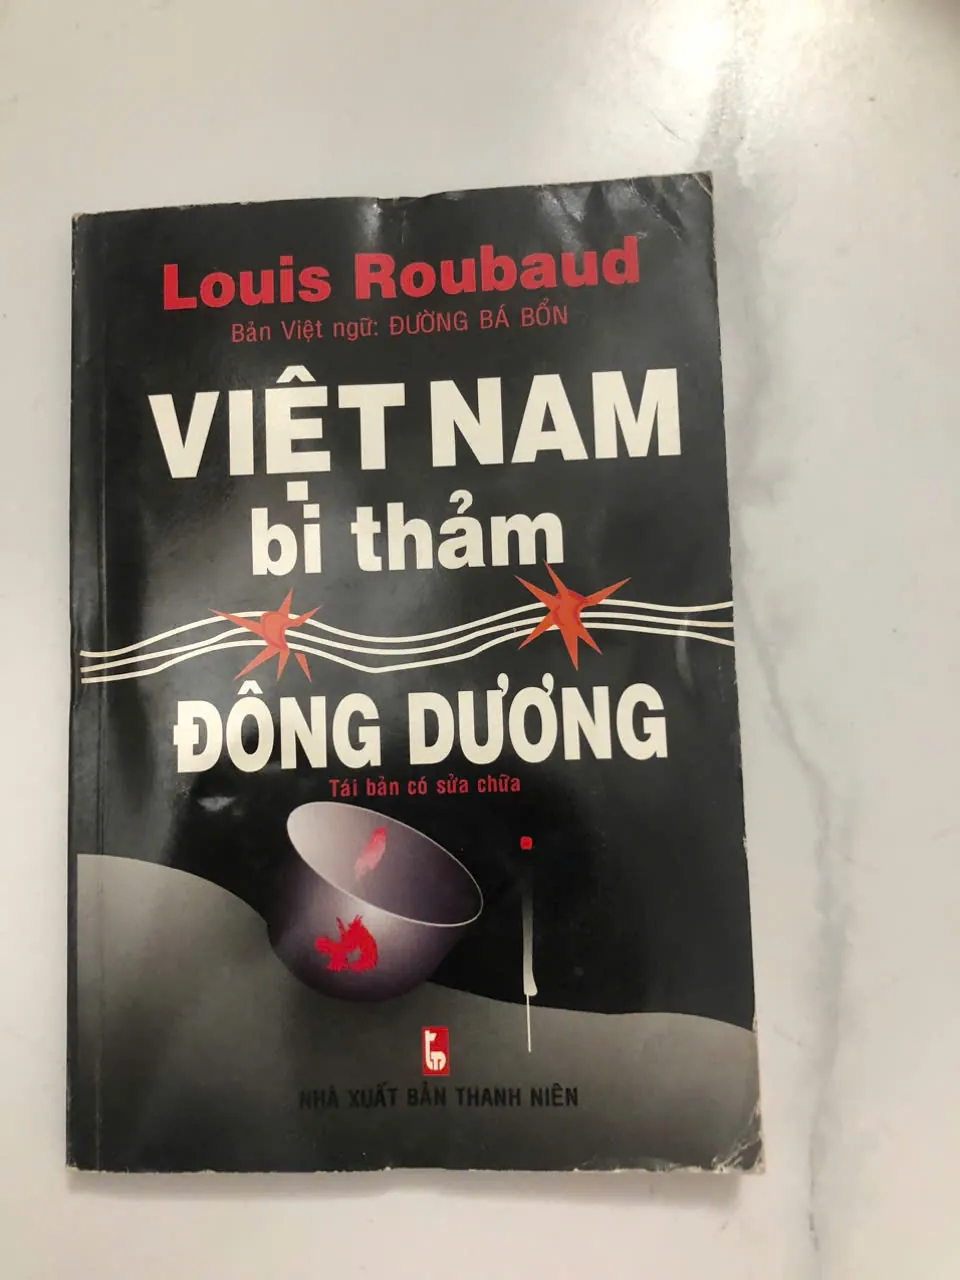 Louis Roubaud
Bản Việt ngữ: ĐƯỜNG BÁ BỔN
VIỆT NAM
bi thảm
ĐÔNG DƯƠNG
Tái bản có sửa chữa
NHÀ XUẤT BẢN THANH NIÊN